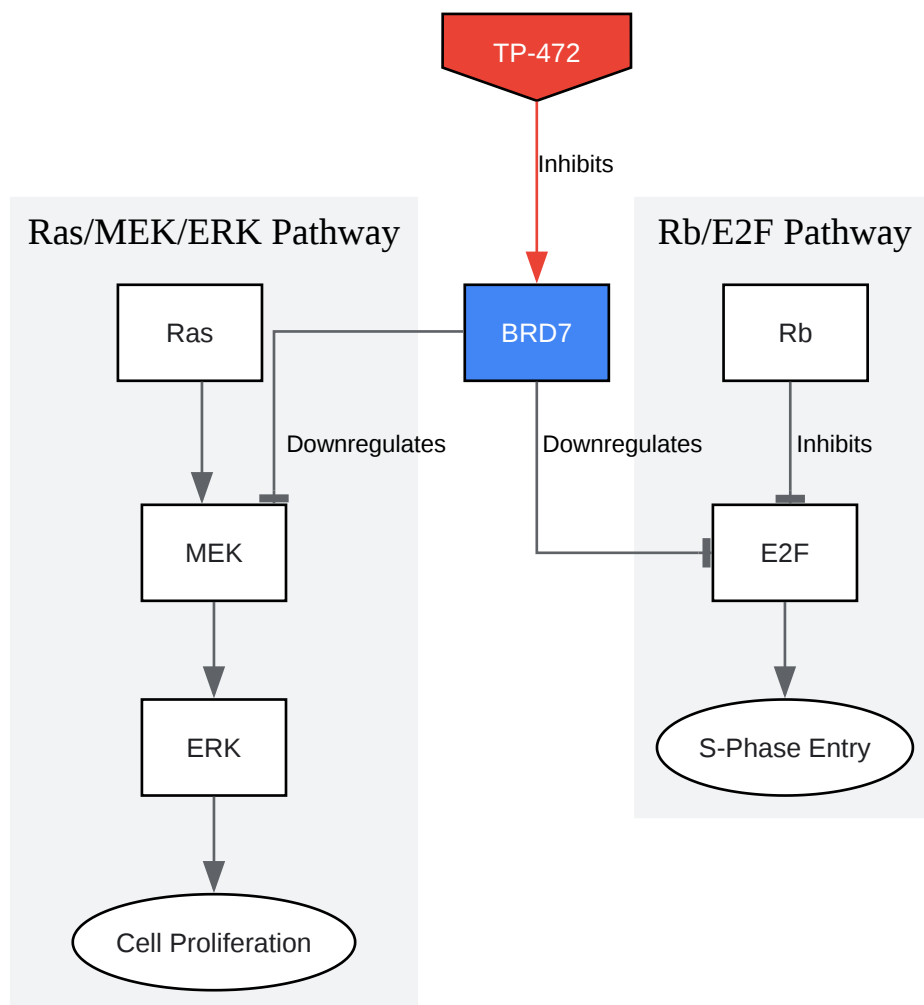 TP-472
Inhibits
Ras/MEK/ERK Pathway
Rb/E2F Pathway
Ras
BRD7
Rb
Downregulates
Downregulates
Inhibits
MEK
E2F
ERK
S-Phase Entry
Cell Proliferation